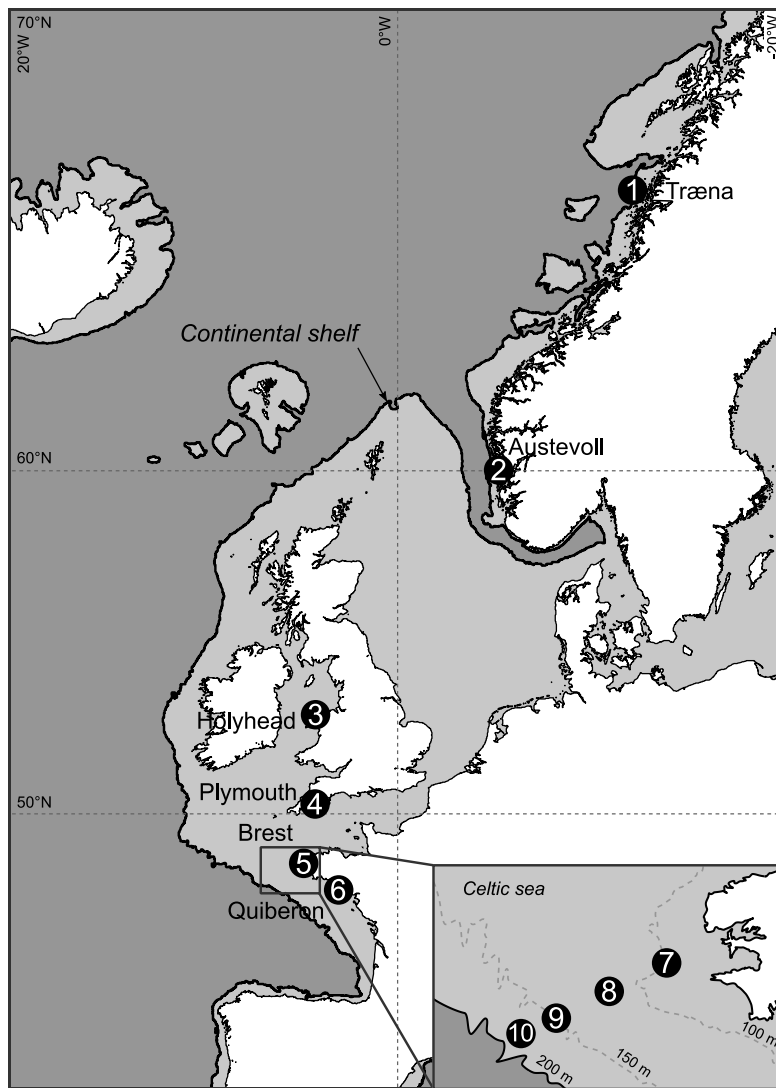 70°N
20°W
0°W
-20°W
1
Træna
Continental shelf
Austevoll
2
60°N
Holyhead
3
Plymouth
4
50°N
Brest
5
6
Quiberon
Celtic sea
7
8
9
10
100 m
150 m
200 m